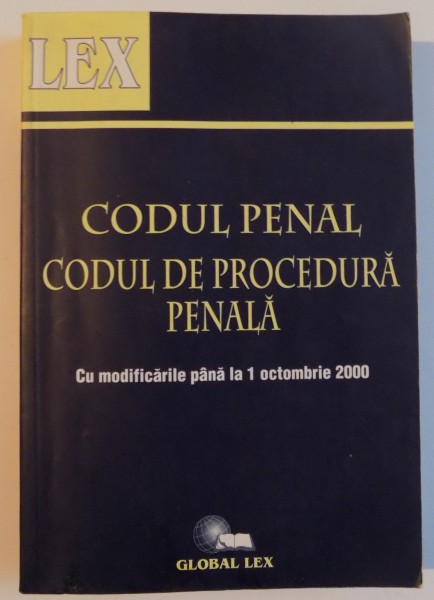 LEX
CODUL PENAL
CODUL DE PROCEDURĂ
PENALĂ
Cu modificările până la 1 octombrie 2000
GLOBAL LEX